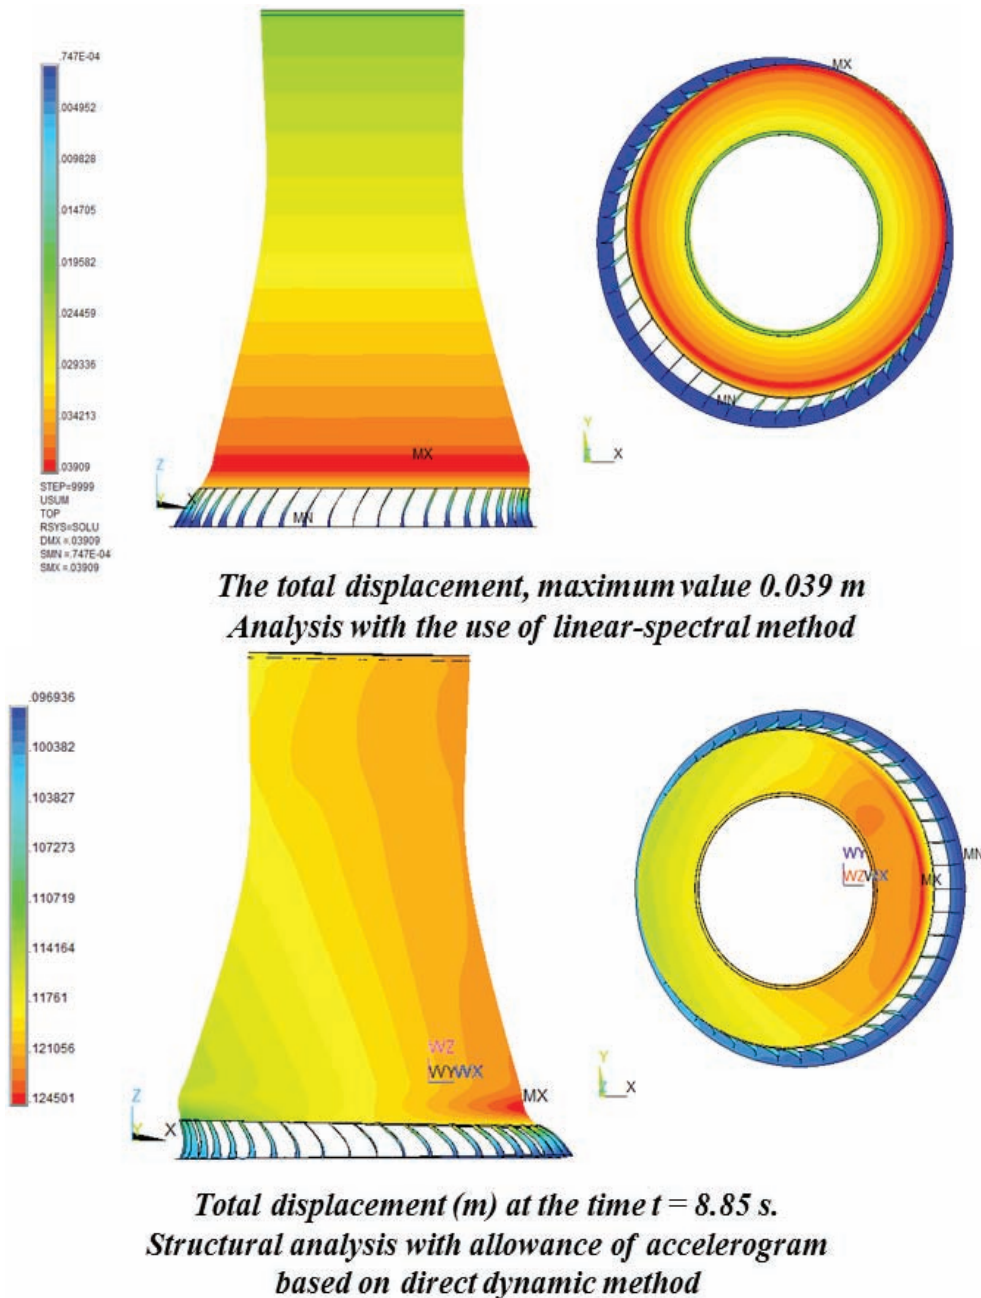 .747E-04
.004952
.009828
.014705
.019582
.024459
.029336
.034213
.03909
STEP=9999
USUM
TOP
RSYS=SOLU
DMX =.03909
SMN =.747E-04
SMX =.03909
MX
MN
Z
Y
X
MX
MN
Y
Z
X
The total displacement, maximum value 0.039 m
Analysis with the use of linear-spectral method
.096936
.100382
.103827
.107273
.110719
.114164
.11761
.121056
.124501
WZ
WYWX
MX
Z
Y
X
WY
WZWX
MX
MN
Y
Z
X
Total displacement (m) at the time t = 8.85 s.
Structural analysis with allowance of accelerogram
based on direct dynamic method